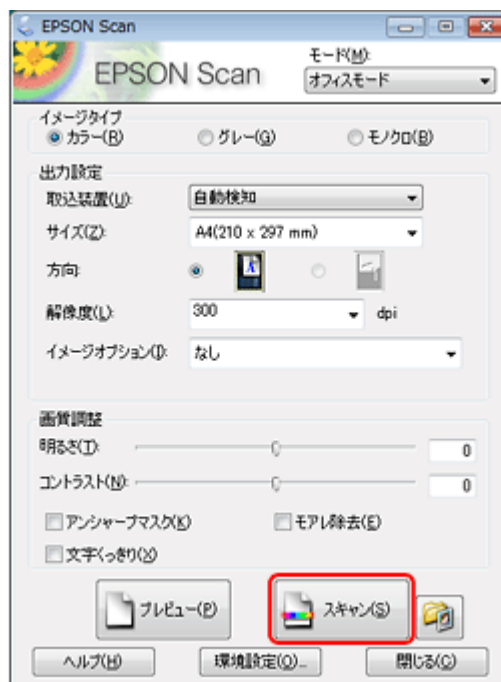 EPSON Scan
EPSON Scan
モード(M):
オフィスモード
イメージタイプ
カラー(R) グレー(G) モノクロ(B)
出力設定
取込装置(U): 自動検知
サイズ(Z): A4(210 x 297 mm)
方向:
解像度(L): 300 dpi
イメージオプション(I): なし
画質調整
明るさ(T): 0
コントラスト(N): 0
アンシャープマスク(K) モアレ除去(E)
文字くっきり(X)
プレビュー(P) スキャン(S)
ヘルプ(H) 環境設定(O)... 閉じる(C)